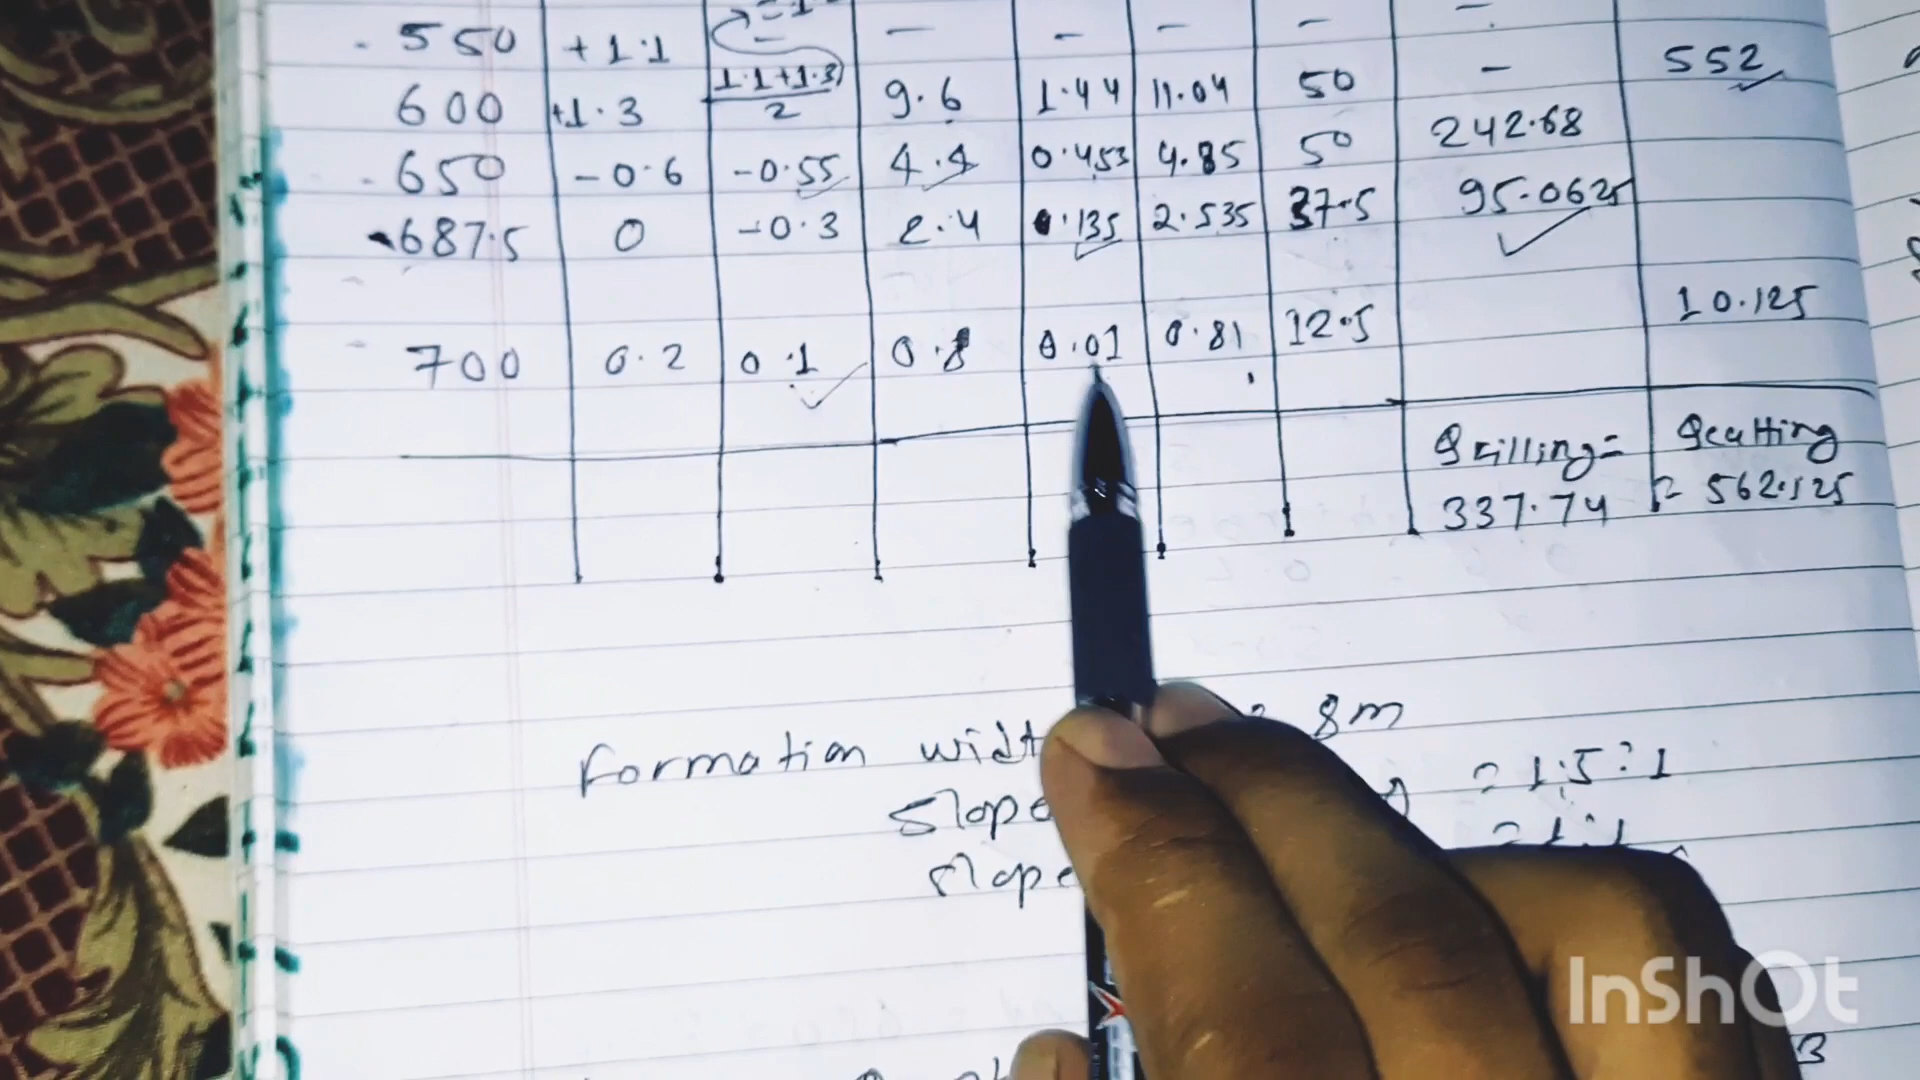 550 +1.1 - - - - - -
600 +1.3 (1.1+1.3)/2 9.6 1.44 11.04 50 - 552
650 -0.6 -0.55 4.4 0.453 4.85 50 242.68
687.5 0 -0.3 2.4 0.135 2.535 37.5 95.0625
700 0.2 0.1 0.8 0.01 0.81 12.5 10.125
337.74 = 562.125
formation 8m
slope = 1.5:1
slope = 1:1
InShOt